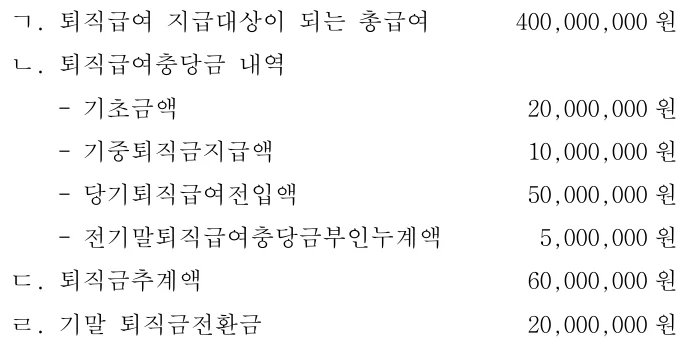 ㄱ. 퇴직급여 지급대상이 되는 총급여 400,000,000 원
ㄴ. 퇴직급여충당금 내역
- 기초금액 20,000,000 원
- 기중퇴직금지급액 10,000,000 원
- 당기퇴직급여전입액 50,000,000 원
- 전기말퇴직급여충당금부인누계액 5,000,000 원
ㄷ. 퇴직금추계액 60,000,000 원
ㄹ. 기말 퇴직금전환금 20,000,000 원